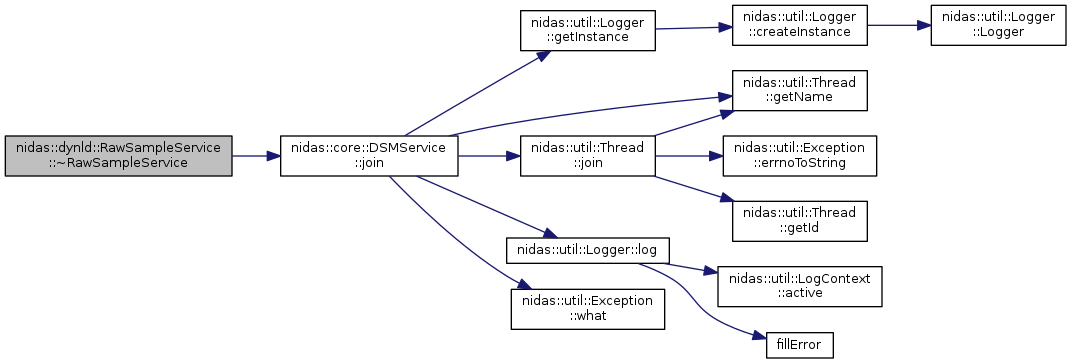 nidas::dynld::RawSampleService
::~RawSampleService
nidas::core::DSMService
::join
nidas::util::Logger
::getInstance
nidas::util::Logger
::createInstance
nidas::util::Logger
::Logger
nidas::util::Thread
::getName
nidas::util::Thread
::join
nidas::util::Exception
::errnoToString
nidas::util::Thread
::getId
nidas::util::Logger::log
nidas::util::LogContext
::active
nidas::util::Exception
::what
fillError